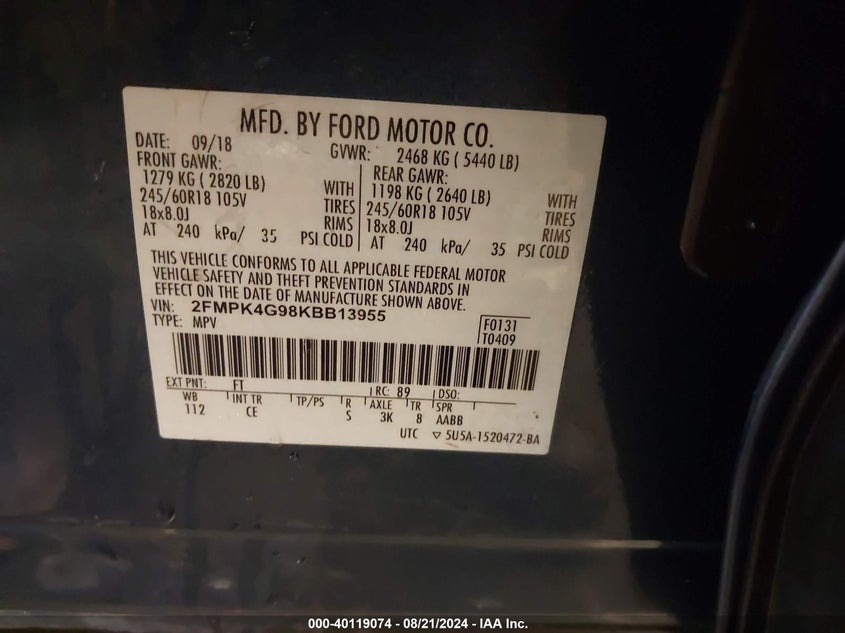 MFD. BY FORD MOTOR CO.
DATE: 09/18 GVWR: 2468 KG ( 5440 LB)
FRONT GAWR: REAR GAWR:
1279 KG ( 2820 LB) WITH 1198 KG ( 2640 LB) WITH
245/60R18 105V TIRES 245/60R18 105V TIRES
18x8.0J RIMS 18x8.0J RIMS
AT 240 kPa/ 35 PSI COLD AT 240 kPa/ 35 PSI COLD
THIS VEHICLE CONFORMS TO ALL APPLICABLE FEDERAL MOTOR
VEHICLE SAFETY AND THEFT PREVENTION STANDARDS IN
EFFECT ON THE DATE OF MANUFACTURE SHOWN ABOVE.
VIN: 2FMPK4G98KBB13955 F0131
TYPE: MPV T0409
EXT PNT: FT RC: 89 DSO:
WB INT TR TP/PS R AXLE TR SPR
112 CE S 3K 8 AABB
UTC ▽ 5U5A-1520472-BA
000-40119074 - 08/21/2024 - IAA Inc.